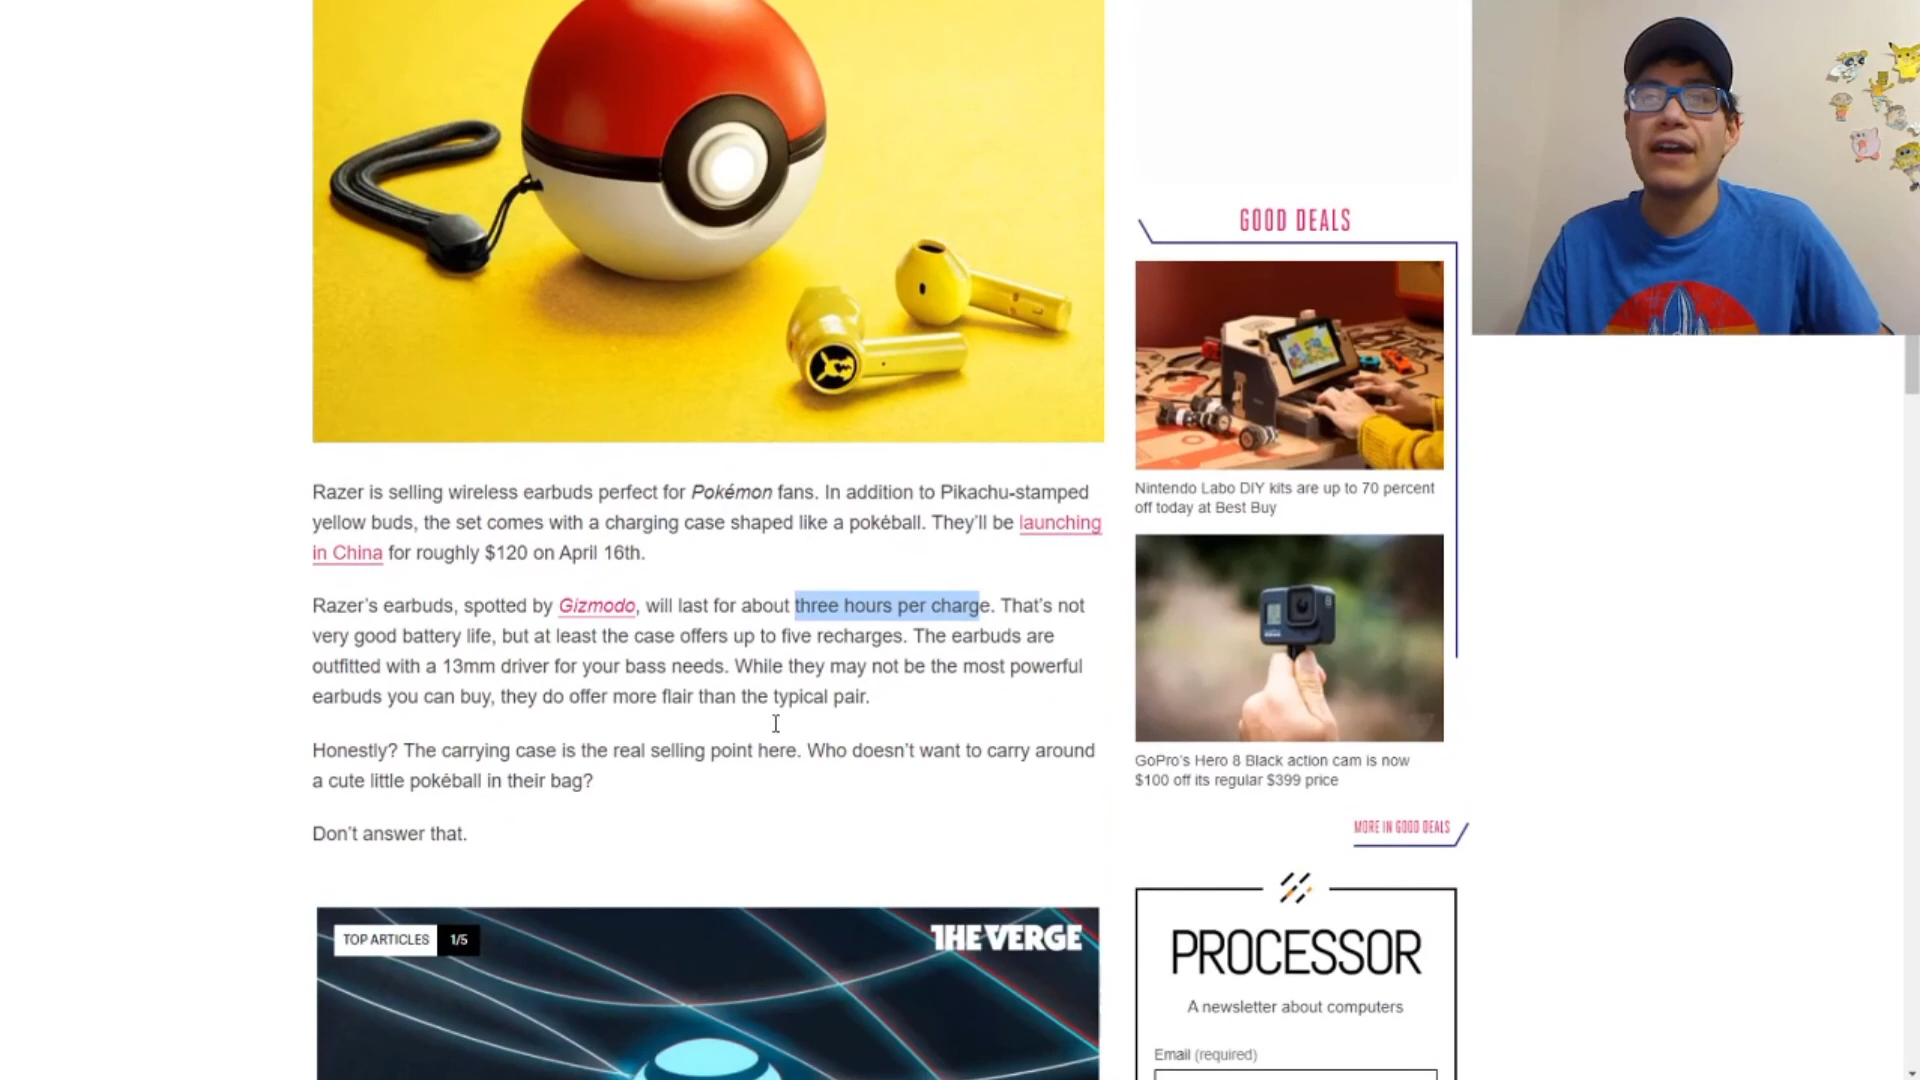 Razer is selling wireless earbuds perfect for Pokémon fans. In addition to Pikachu-stamped
yellow buds, the set comes with a charging case shaped like a pokéball. They’ll be launching
in China for roughly $120 on April 16th.
Razer’s earbuds, spotted by Gizmodo, will last for about three hours per charge. That’s not
very good battery life, but at least the case offers up to five recharges. The earbuds are
outfitted with a 13mm driver for your bass needs. While they may not be the most powerful
earbuds you can buy, they do offer more flair than the typical pair.
Honestly? The carrying case is the real selling point here. Who doesn’t want to carry around
a cute little pokéball in their bag?
Don’t answer that.
TOP ARTICLES 1/5
THE VERGE
GOOD DEALS
Nintendo Labo DIY kits are up to 70 percent
off today at Best Buy
GoPro’s Hero 8 Black action cam is now
$100 off its regular $399 price
MORE IN GOOD DEALS
PROCESSOR
A newsletter about computers
Email (required)